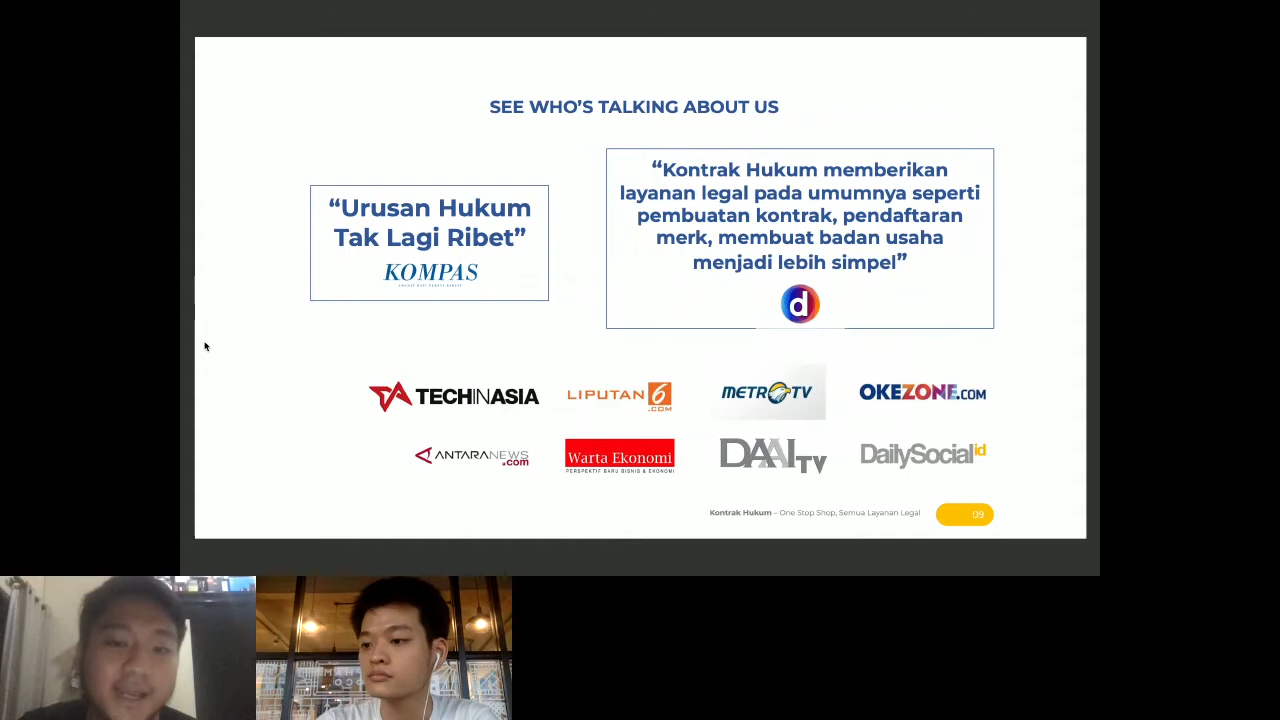 SEE WHO'S TALKING ABOUT US
“Urusan Hukum
Tak Lagi Ribet”
KOMPAS
“Kontrak Hukum memberikan
layanan legal pada umumnya seperti
pembuatan kontrak, pendaftaran
merk, membuat badan usaha
menjadi lebih simpel”
d
TECHINASIA
LIPUTAN 6
.COM
METRO TV
OKEZONE.COM
ANTARANEWS
.com
Warta Ekonomi
PERSPEKTIF BARU BISNIS & EKONOMI
DAAI TV
DailySocial.id
Kontrak Hukum – One Stop Shop, Semua Layanan Legal
09